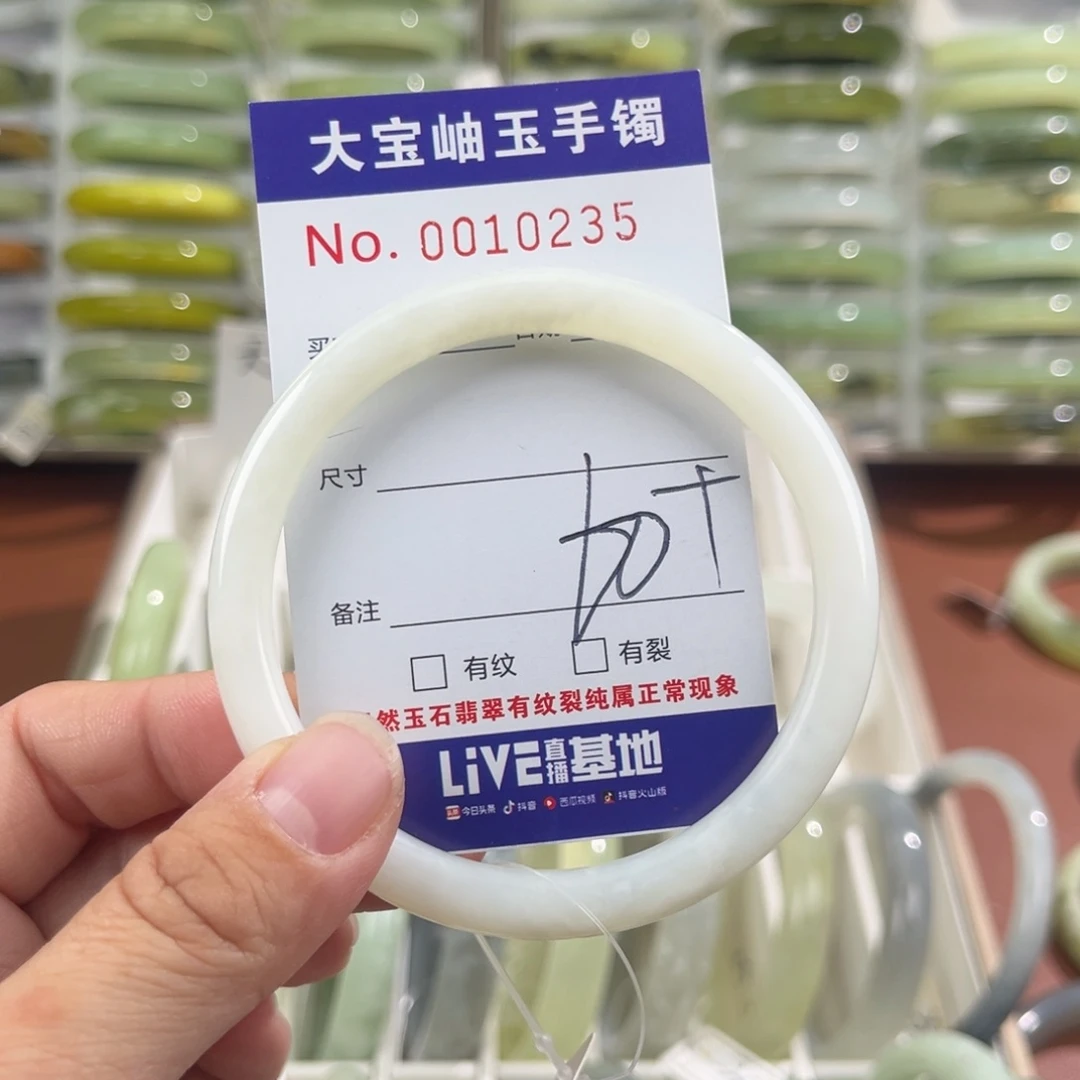 大宝岫玉手镯
No. 0010235
尺寸
备注
有纹 有裂
然玉石翡翠有纹裂纯属正常现象
LiVE直播基地
今日头条 抖音 西瓜视频 抖音火山版